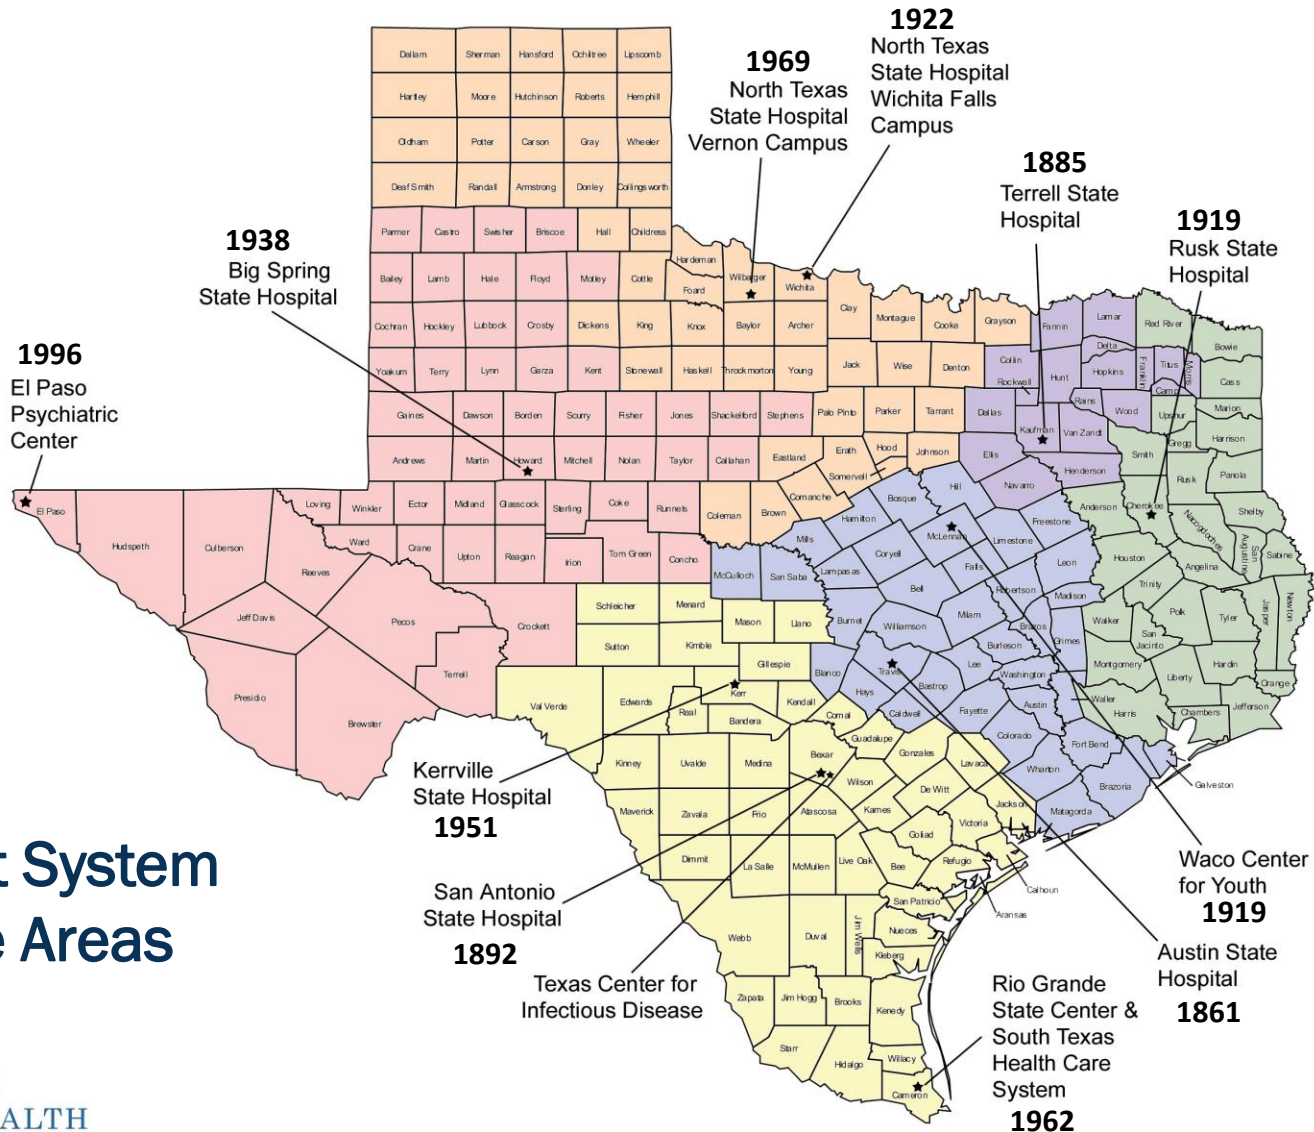 1922
North Texas
State Hospital
Wichita Falls
Campus
1969
North Texas
State Hospital
Vernon Campus
1885
Terrell State
Hospital
1919
Rusk State
Hospital
1938
Big Spring
State Hospital
1996
El Paso
Psychiatric
Center
Dallam Sherman Hansford Ochiltree Lipscomb
Hartley Moore Hutchinson Roberts Hemphill
Oldham Potter Carson Gray Wheeler
Deaf Smith Randall Armstrong Donley Collingsworth
Parmer Castro Swisher Briscoe Hall Childress
Hardeman
Bailey Lamb Hale Floyd Motley Cottle Foard Wilbarger Wichita
Cochran Hockley Lubbock Crosby Dickens King Knox Baylor Archer Clay Montague Cooke Grayson Fannin Lamar Red River Bowie
Delta
Yoakum Terry Lynn Garza Kent Stonewall Haskell Throckmorton Young Jack Wise Denton Collin Rockwall Hunt Hopkins Franklin Titus Morris Camp Cass
Gaines Dawson Borden Scurry Fisher Jones Shackelford Stephens Palo Pinto Parker Tarrant Dallas Kaufman Rains Wood Upshur Marion
Van Zandt Gregg Harrison
Andrews Martin Howard Mitchell Nolan Taylor Callahan Eastland Erath Hood Johnson Ellis Henderson Smith Rusk Panola
Somervell
El Paso Hudspeth Culberson Loving Winkler Ector Midland Glasscock Sterling Coke Runnels Coleman Brown Comanche Bosque Hill Navarro Anderson Cherokee Nacogdoches Shelby
Hamilton McLennan Limestone Freestone
Ward Crane Upton Reagan Irion Tom Green Concho McCulloch San Saba Mills Lampasas Coryell Falls Leon Houston Angelina San Augustine Sabine
Reeves Bell Robertson Madison Trinity
Jeff Davis Pecos Crockett Schleicher Menard Mason Llano Burnet Williamson Milam Brazos Grimes Walker San Jacinto Polk Tyler Jasper Newton
Sutton Kimble Gillespie Blanco Travis Lee Burleson Washington Montgomery Liberty Hardin
Presidio Brewster Terrell Val Verde Edwards Real Kerr Kendall Hays Bastrop Fayette Austin Waller Harris Chambers Jefferson Orange
Bandera Comal Caldwell Colorado Fort Bend
Kinney Uvalde Medina Bexar Guadalupe Gonzales Lavaca Wharton Brazoria Galveston
Wilson De Witt Jackson Matagorda
Maverick Zavala Frio Atascosa Karnes Goliad Victoria
Dimmit La Salle McMullen Live Oak Bee Refugio Calhoun
San Patricio Aransas
Webb Duval Jim Wells Nueces
Kleberg
Zapata Jim Hogg Brooks Kenedy
Starr Hidalgo Willacy
Cameron
Kerrville
State Hospital
1951
San Antonio
State Hospital
1892
Texas Center for
Infectious Disease
Waco Center
for Youth
1919
Austin State
Hospital
1861
Rio Grande
State Center &
South Texas
Health Care
System
1962
t System
e Areas
ALTH